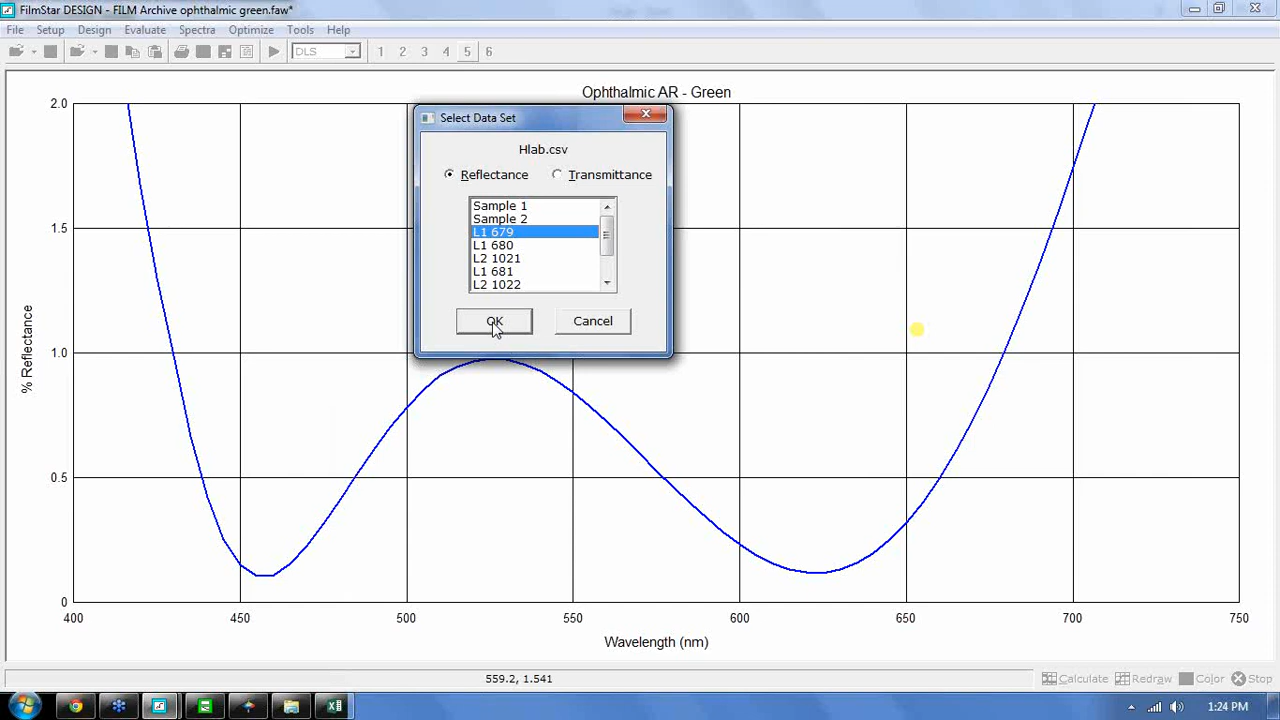 FilmStar DESIGN - FILM Archive ophthalmic green.faw*
File Setup Design Evaluate Spectra Optimize Tools Help
DLS 1 2 3 4 5 6
Ophthalmic AR - Green
Select Data Set
Hlab.csv
Reflectance Transmittance
Sample 1
Sample 2
L1 679
L1 680
L2 1021
L1 681
L2 1022
OK Cancel
% Reflectance
2.0
1.5
1.0
0.5
0
400 450 500 550 600 650 700 750
Wavelength (nm)
559.2, 1.541 Calculate Redraw Color Stop
1:24 PM